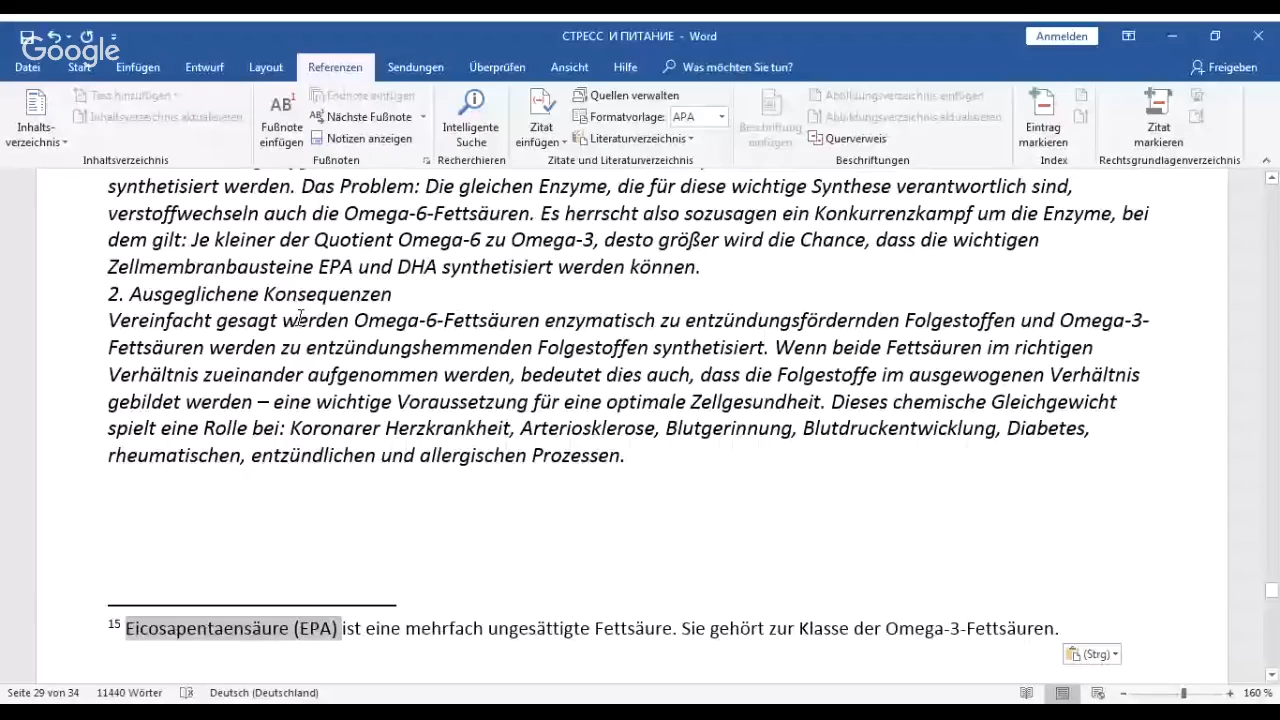 Google
СТРЕСС И ПИТАНИЕ - Word
Anmelden
Datei Start Einfügen Entwurf Layout Referenzen Sendungen Überprüfen Ansicht Hilfe Was möchten Sie tun? Freigeben
Inhalts-
verzeichnis
Text hinzufügen
Inhaltsverzeichnis aktualisieren
Inhaltsverzeichnis
AB¹
Fußnote
einfügen
Endnote einfügen
Nächste Fußnote
Notizen anzeigen
Fußnoten
Intelligente
Suche
Recherchieren
Zitat
einfügen
Quellen verwalten
Formatvorlage: APA
Literaturverzeichnis
Zitate und Literaturverzeichnis
Beschriftung
einfügen
Abbildungsverzeichnis einfügen
Abbildungsverzeichnis aktualisieren
Querverweis
Beschriftungen
Eintrag
markieren
Index
Zitat
markieren
Rechtsgrundlagenverzeichnis
synthetisiert werden. Das Problem: Die gleichen Enzyme, die für diese wichtige Synthese verantwortlich sind,
verstoffwechseln auch die Omega-6-Fettsäuren. Es herrscht also sozusagen ein Konkurrenzkampf um die Enzyme, bei
dem gilt: Je kleiner der Quotient Omega-6 zu Omega-3, desto größer wird die Chance, dass die wichtigen
Zellmembranbausteine EPA und DHA synthetisiert werden können.
2. Ausgeglichene Konsequenzen
Vereinfacht gesagt werden Omega-6-Fettsäuren enzymatisch zu entzündungsfördernden Folgestoffen und Omega-3-
Fettsäuren werden zu entzündungshemmenden Folgestoffen synthetisiert. Wenn beide Fettsäuren im richtigen
Verhältnis zueinander aufgenommen werden, bedeutet dies auch, dass die Folgestoffe im ausgewogenen Verhältnis
gebildet werden – eine wichtige Voraussetzung für eine optimale Zellgesundheit. Dieses chemische Gleichgewicht
spielt eine Rolle bei: Koronarer Herzkrankheit, Arteriosklerose, Blutgerinnung, Blutdruckentwicklung, Diabetes,
rheumatischen, entzündlichen und allergischen Prozessen.
15 Eicosapentaensäure (EPA) ist eine mehrfach ungesättigte Fettsäure. Sie gehört zur Klasse der Omega-3-Fettsäuren.
(Strg)
Seite 29 von 34 11440 Wörter Deutsch (Deutschland) 160 %